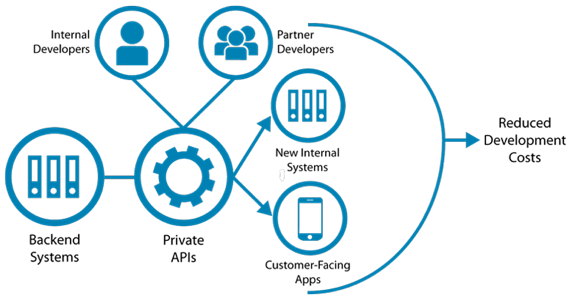 Internal
Developers
Partner
Developers
Backend
Systems
Private
APIs
New Internal
Systems
Customer-Facing
Apps
Reduced
Development
Costs